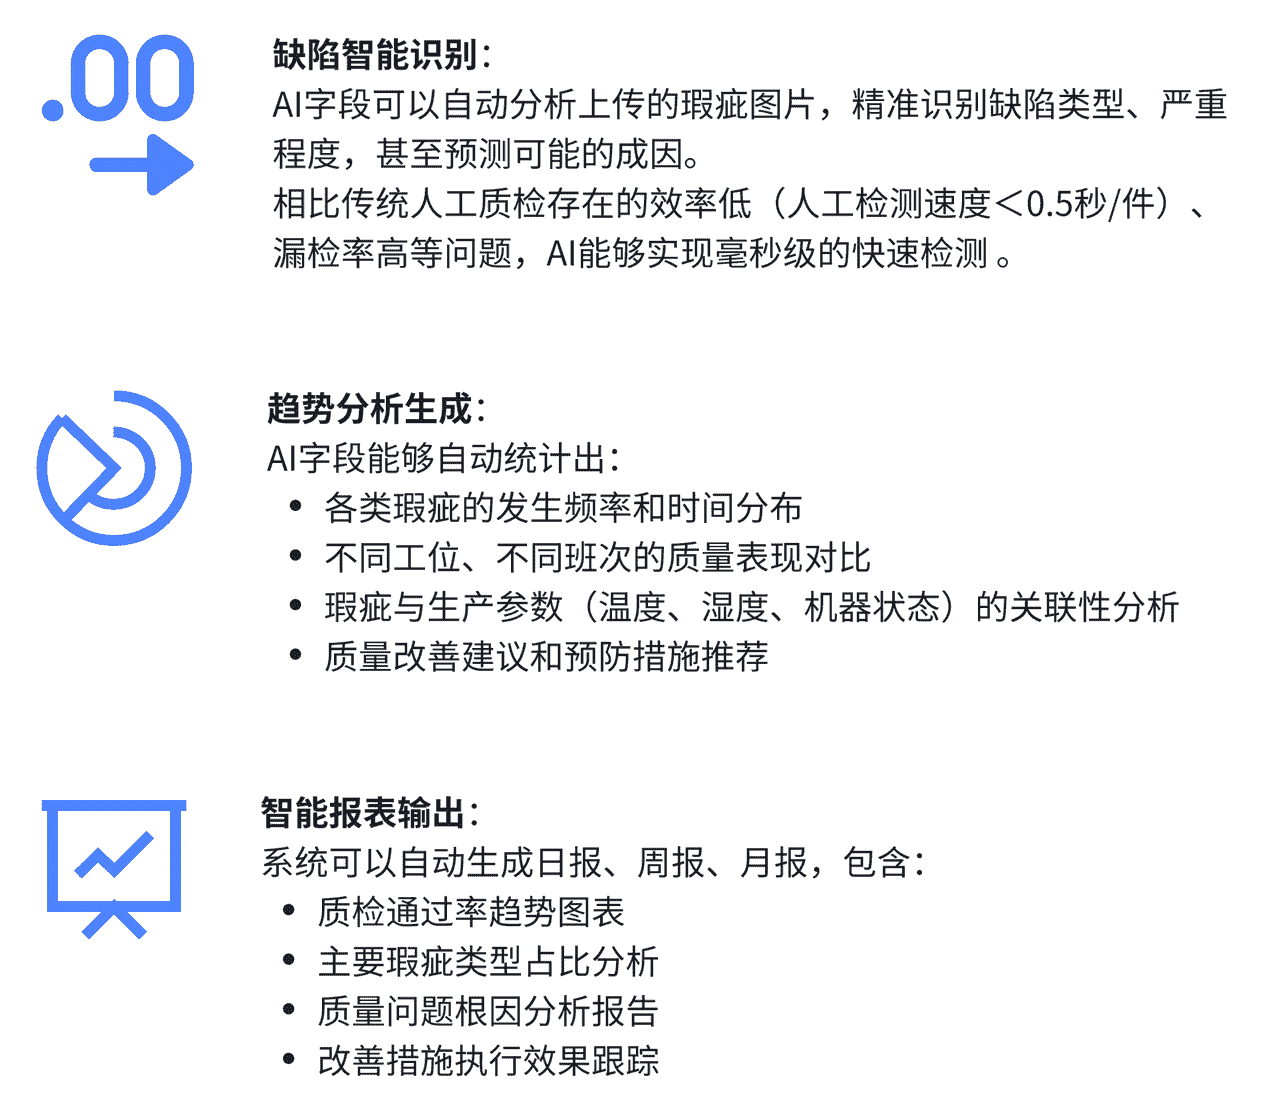 .00
缺陷智能识别：
AI字段可以自动分析上传的瑕疵图片，精准识别缺陷类型、严重
程度，甚至预测可能的成因。
相比传统人工质检存在的效率低（人工检测速度＜0.5秒/件）、
漏检率高等问题，AI能够实现毫秒级的快速检测 。
趋势分析生成：
AI字段能够自动统计出：
• 各类瑕疵的发生频率和时间分布
• 不同工位、不同班次的质量表现对比
• 瑕疵与生产参数（温度、湿度、机器状态）的关联性分析
• 质量改善建议和预防措施推荐
智能报表输出：
系统可以自动生成日报、周报、月报，包含：
• 质检通过率趋势图表
• 主要瑕疵类型占比分析
• 质量问题根因分析报告
• 改善措施执行效果跟踪